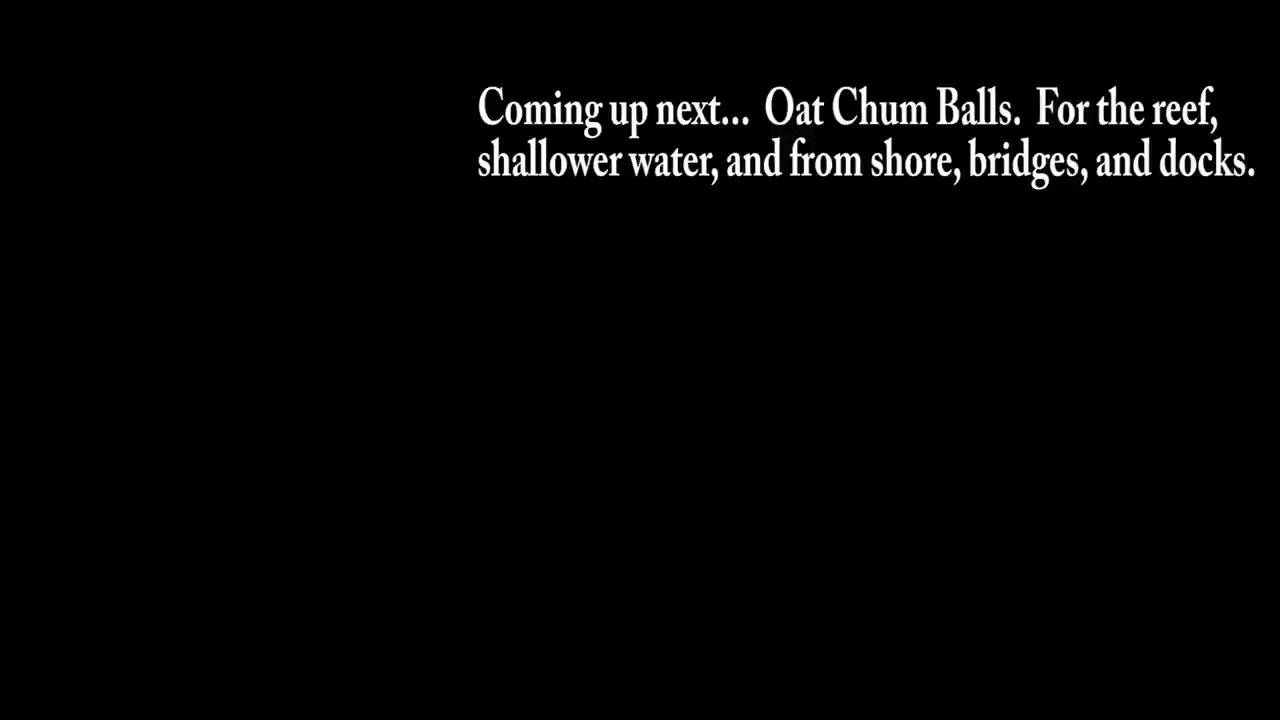 Coming up next...  Oat Chum Balls.  For the reef,
shallower water, and from shore, bridges, and docks.